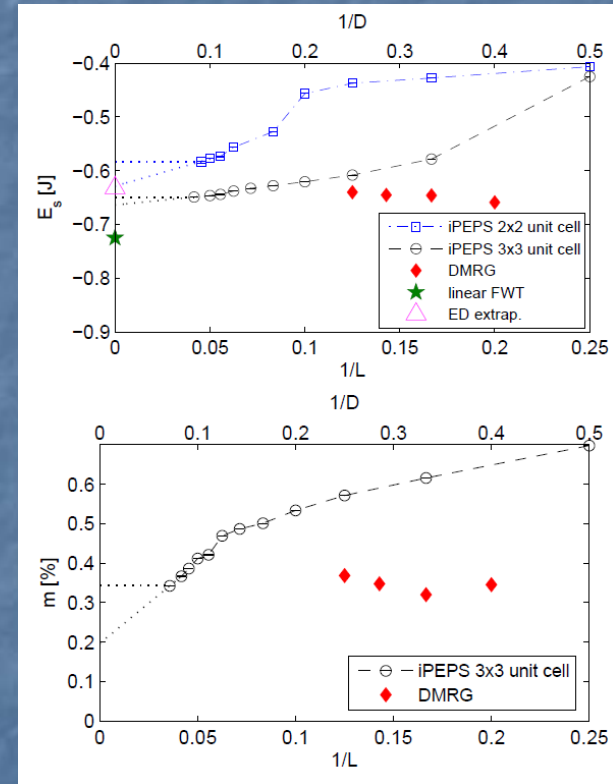 1/D
0 0.1 0.2 0.3 0.4 0.5
−0.4
−0.5
−0.6
−0.7
−0.8
−0.9
E_s [J]
iPEPS 2x2 unit cell
iPEPS 3x3 unit cell
DMRG
linear FWT
ED extrap.
0 0.05 0.1 0.15 0.2 0.25
1/L
1/D
0 0.1 0.2 0.3 0.4 0.5
0.6
0.5
0.4
0.3
0.2
0.1
0
m [%]
iPEPS 3x3 unit cell
DMRG
0 0.05 0.1 0.15 0.2 0.25
1/L